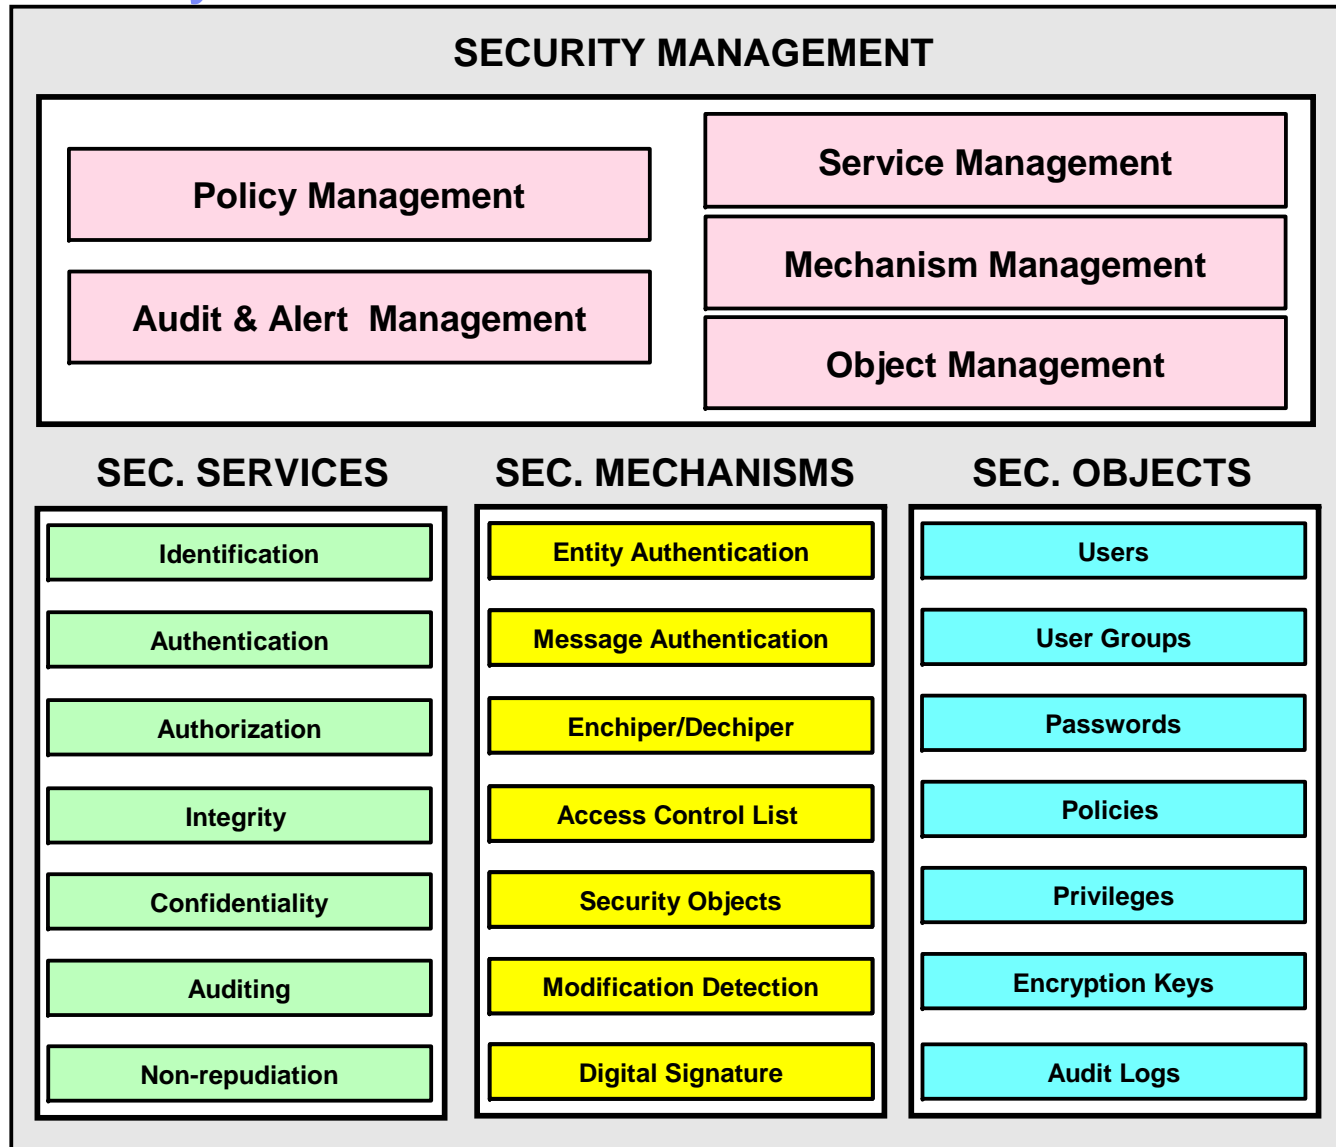 SECURITY MANAGEMENT
Policy Management
Audit & Alert  Management
Service Management
Mechanism Management
Object Management
SEC. SERVICES
Identification
Authentication
Authorization
Integrity
Confidentiality
Auditing
Non-repudiation
SEC. MECHANISMS
Entity Authentication
Message Authentication
Enchiper/Dechiper
Access Control List
Security Objects
Modification Detection
Digital Signature
SEC. OBJECTS
Users
User Groups
Passwords
Policies
Privileges
Encryption Keys
Audit Logs